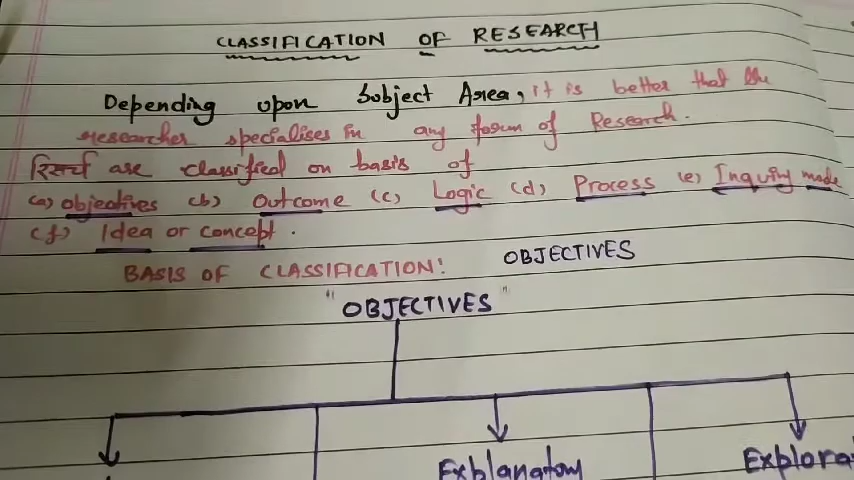 CLASSIFICATION OF RESEARCH
Depending upon Subject Area, it is better that the
researcher specialises in any form of Research.
रिसर्च are classified on basis of
(a) objectives (b) Outcome (c) Logic (d) Process (e) Inquiry mode
(f) Idea or concept.
BASIS OF CLASSIFICATION: OBJECTIVES
"OBJECTIVES"
Explanatory Explora